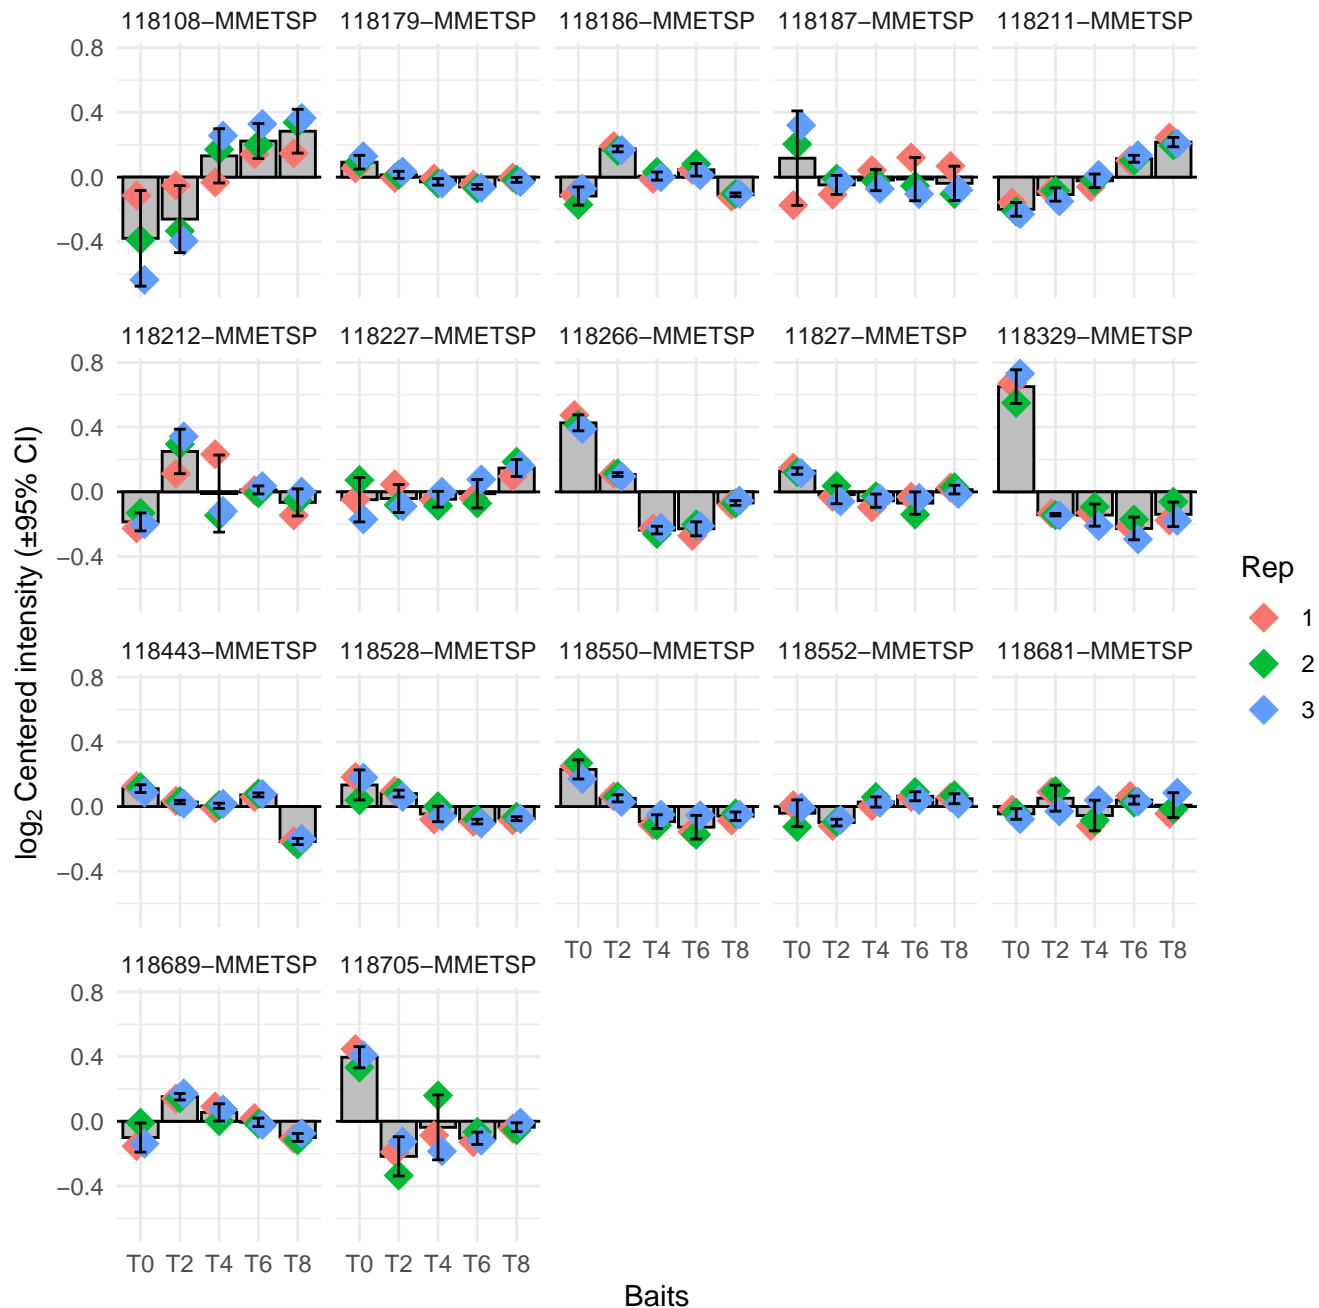 118108−MMETSP 118179−MMETSP 118186−MMETSP 118187−MMETSP 118211−MMETSP
0.8
0.4
0.0
−0.4
118212−MMETSP 118227−MMETSP 118266−MMETSP 11827−MMETSP 118329−MMETSP
0.8
0.4
0.0
−0.4
118443−MMETSP 118528−MMETSP 118550−MMETSP 118552−MMETSP 118681−MMETSP
0.8
0.4
0.0
−0.4
T0 T2 T4 T6 T8 T0 T2 T4 T6 T8 T0 T2 T4 T6 T8
118689−MMETSP 118705−MMETSP
0.8
0.4
0.0
−0.4
T0 T2 T4 T6 T8 T0 T2 T4 T6 T8
Baits
log2 Centered intensity (±95% CI)
Rep
1
2
3